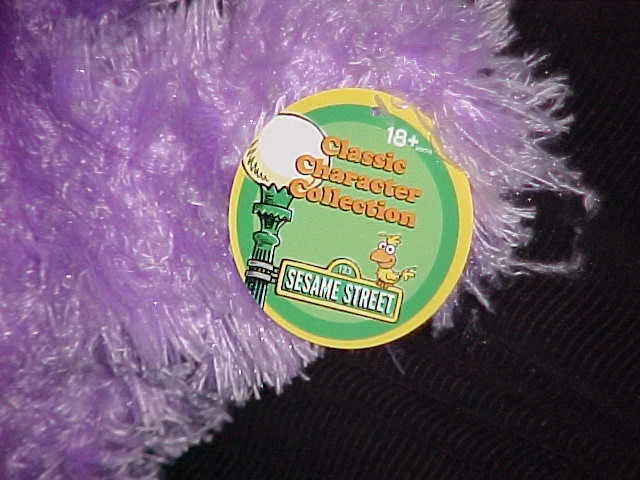 18+
Classic
Character
Collection
123
SESAME STREET